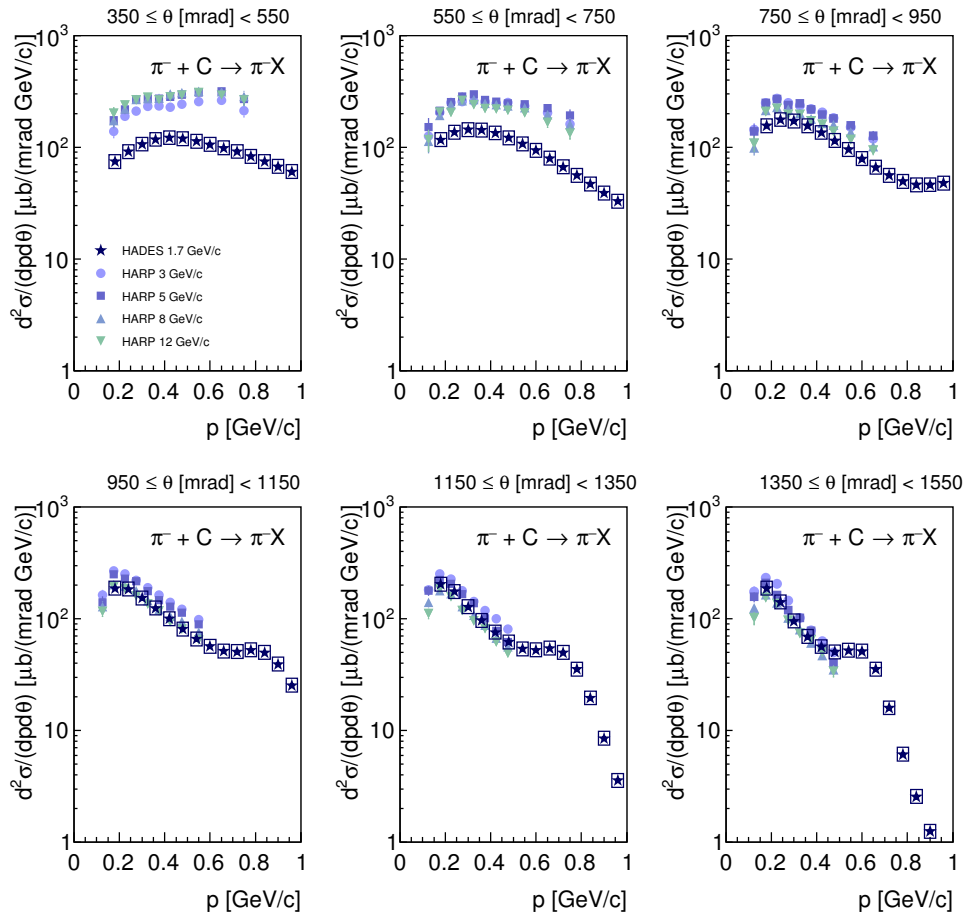 350 ≤ θ [mrad] < 550
d²σ/(dpdθ) [μb/(mrad GeV/c)]
10³
10²
10
1
π⁻ + C → π⁻X
HADES 1.7 GeV/c
HARP 3 GeV/c
HARP 5 GeV/c
HARP 8 GeV/c
HARP 12 GeV/c
0 0.2 0.4 0.6 0.8 1
p [GeV/c]
550 ≤ θ [mrad] < 750
d²σ/(dpdθ) [μb/(mrad GeV/c)]
10³
10²
10
1
π⁻ + C → π⁻X
0 0.2 0.4 0.6 0.8 1
p [GeV/c]
750 ≤ θ [mrad] < 950
d²σ/(dpdθ) [μb/(mrad GeV/c)]
10³
10²
10
1
π⁻ + C → π⁻X
0 0.2 0.4 0.6 0.8 1
p [GeV/c]
950 ≤ θ [mrad] < 1150
d²σ/(dpdθ) [μb/(mrad GeV/c)]
10³
10²
10
1
π⁻ + C → π⁻X
0 0.2 0.4 0.6 0.8 1
p [GeV/c]
1150 ≤ θ [mrad] < 1350
d²σ/(dpdθ) [μb/(mrad GeV/c)]
10³
10²
10
1
π⁻ + C → π⁻X
0 0.2 0.4 0.6 0.8 1
p [GeV/c]
1350 ≤ θ [mrad] < 1550
d²σ/(dpdθ) [μb/(mrad GeV/c)]
10³
10²
10
1
π⁻ + C → π⁻X
0 0.2 0.4 0.6 0.8 1
p [GeV/c]